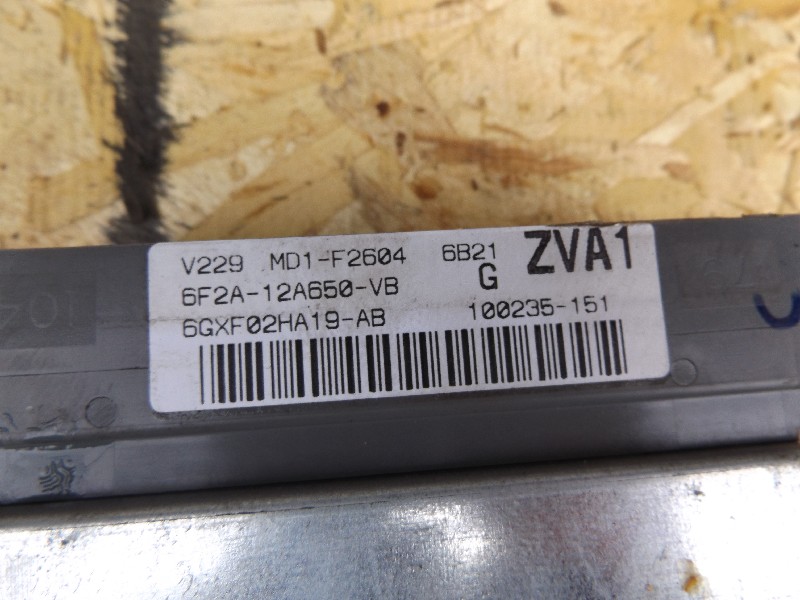 V229 MD1-F2604 6B21 ZVA1
6F2A-12A650-VB G
6GXF02HA19-AB 100235-151